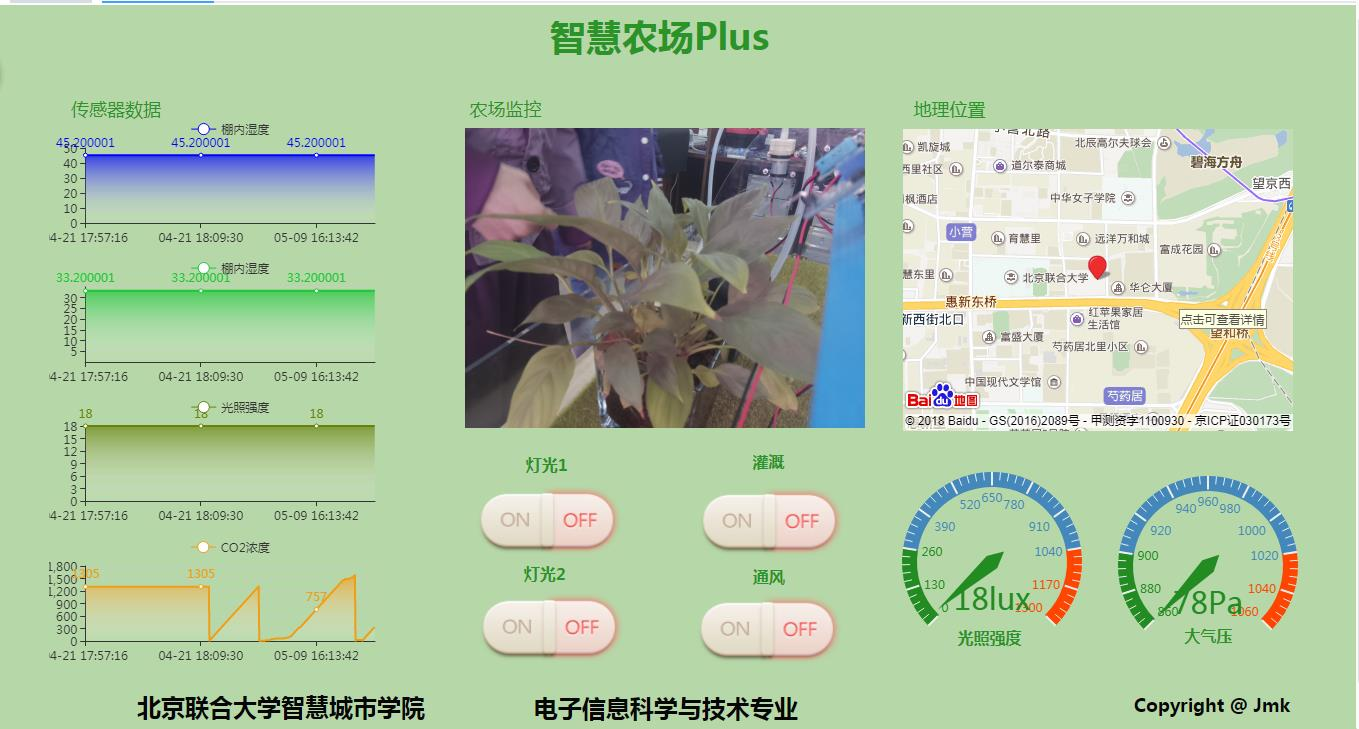 智慧农场Plus
传感器数据
棚内湿度
45.200001 45.200001 45.200001
50
40
30
20
10
0
4-21 17:57:16 04-21 18:09:30 05-09 16:13:42
棚内湿度
33.200001 33.200001 33.200001
30
25
20
15
10
5
4-21 17:57:16 04-21 18:09:30 05-09 16:13:42
光照强度
18 18 18
18
15
12
9
6
3
0
4-21 17:57:16 04-21 18:09:30 05-09 16:13:42
CO2浓度
1305 1305 757
1,800
1,500
1,200
900
600
300
0
4-21 17:57:16 04-21 18:09:30 05-09 16:13:42
农场监控
灯光1
ON OFF
灌溉
ON OFF
灯光2
ON OFF
通风
ON OFF
地理位置
凯旋城
北辰高尔夫球会
碧海方舟
西里社区
道尔泰商城
望京西
枫酒店
中华女子学院
小营
育慧里
远洋万和城
富成花园
慧东里
北京联合大学
华仑大厦
惠新东桥
新西街北口
红苹果家居
生活馆
点击可查看详情
望和桥
富盛大厦
芍药居北里小区
中国现代文学馆
芍药居
Bai du 地图
© 2018 Baidu - GS(2016)2089号 - 甲测资字1100930 - 京ICP证030173号
0 130 260 390 520 650 780 910 1040 1170 1300
18lux
光照强度
860 880 900 920 940 960 980 1000 1020 1040 1060
78Pa
大气压
北京联合大学智慧城市学院
电子信息科学与技术专业
Copyright @ Jmk